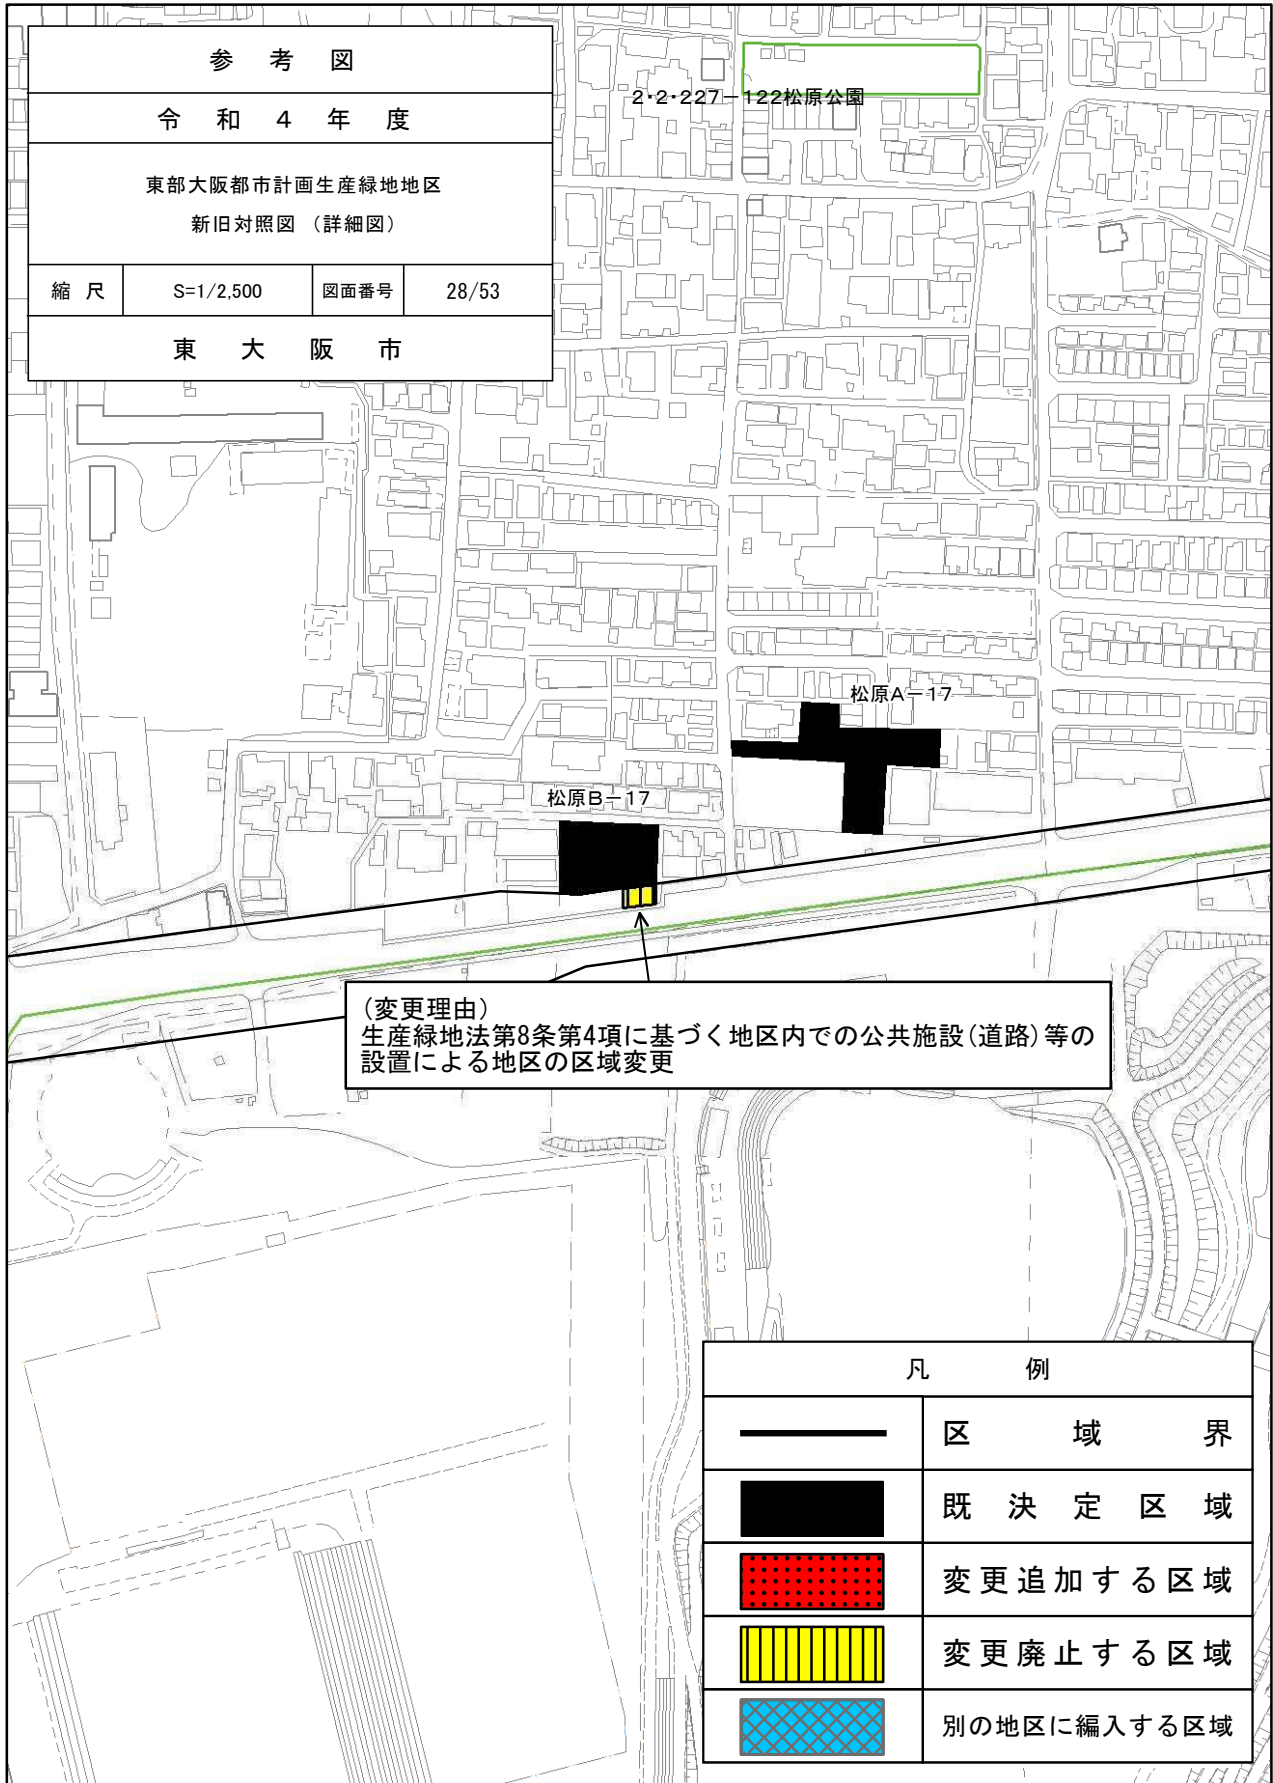 参考図
令和4年度
東部大阪都市計画生産緑地地区
新旧対照図 （詳細図）
縮尺 S=1/2,500 図面番号 28/53
東大阪市
2・2・227－122松原公園
松原A－17
松原B－17
(変更理由)
生産緑地法第8条第4項に基づく地区内での公共施設(道路)等の
設置による地区の区域変更
凡例
区域界
既決定区域
変更追加する区域
変更廃止する区域
別の地区に編入する区域